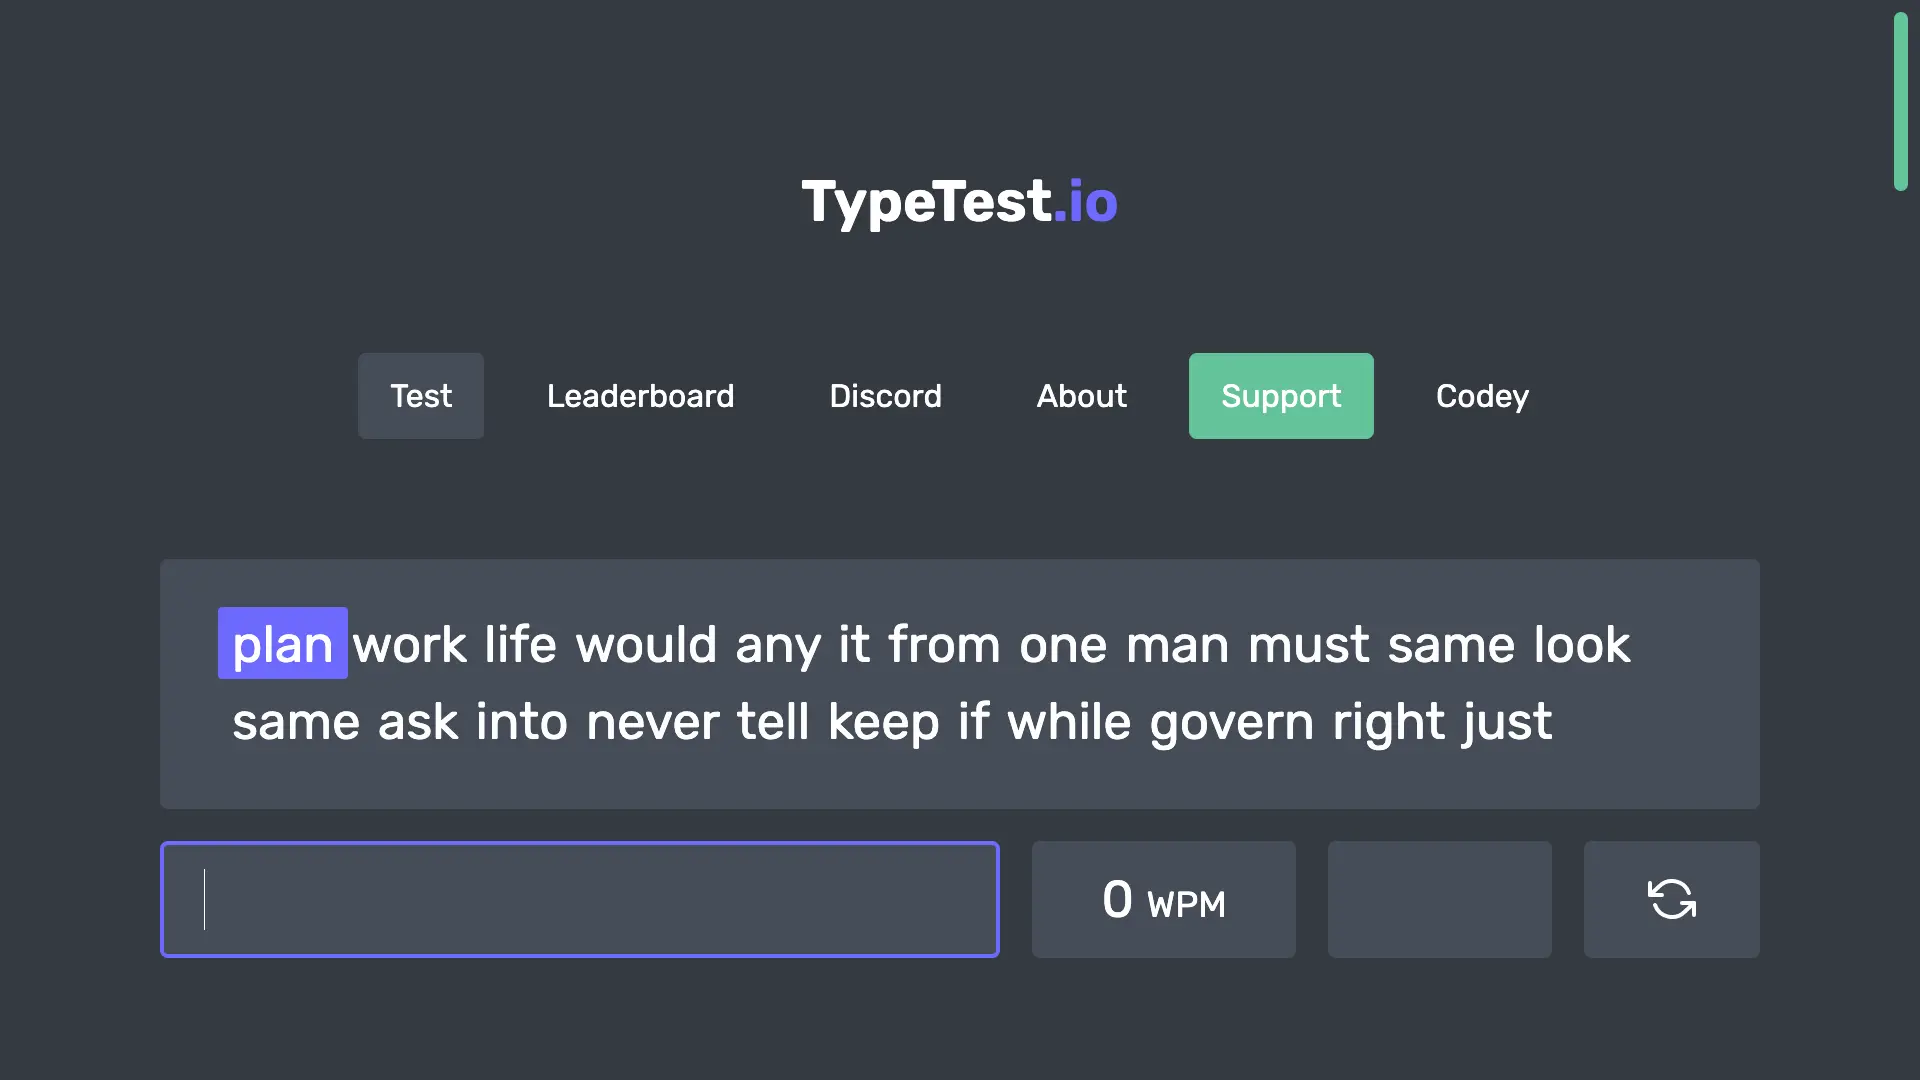 TypeTest.io
Test Leaderboard Discord About Support Codey
plan work life would any it from one man must same look
same ask into never tell keep if while govern right just
0 WPM